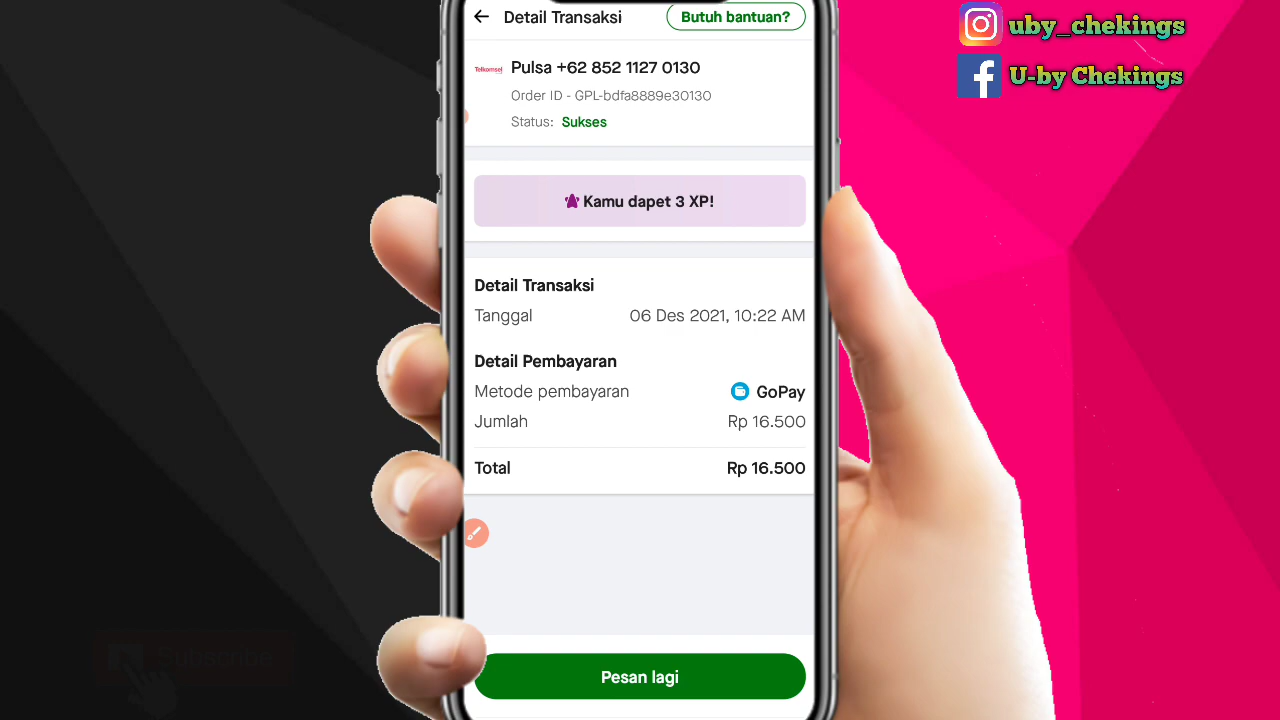 Detail Transaksi
Butuh bantuan?
uby_chekings
U-by Chekings
Telkomsel
Pulsa +62 852 1127 0130
Order ID - GPL-bdfa8889e30130
Status: Sukses
Kamu dapet 3 XP!
Detail Transaksi
Tanggal 06 Des 2021, 10:22 AM
Detail Pembayaran
Metode pembayaran GoPay
Jumlah Rp 16.500
Total Rp 16.500
Subscribe
Pesan lagi